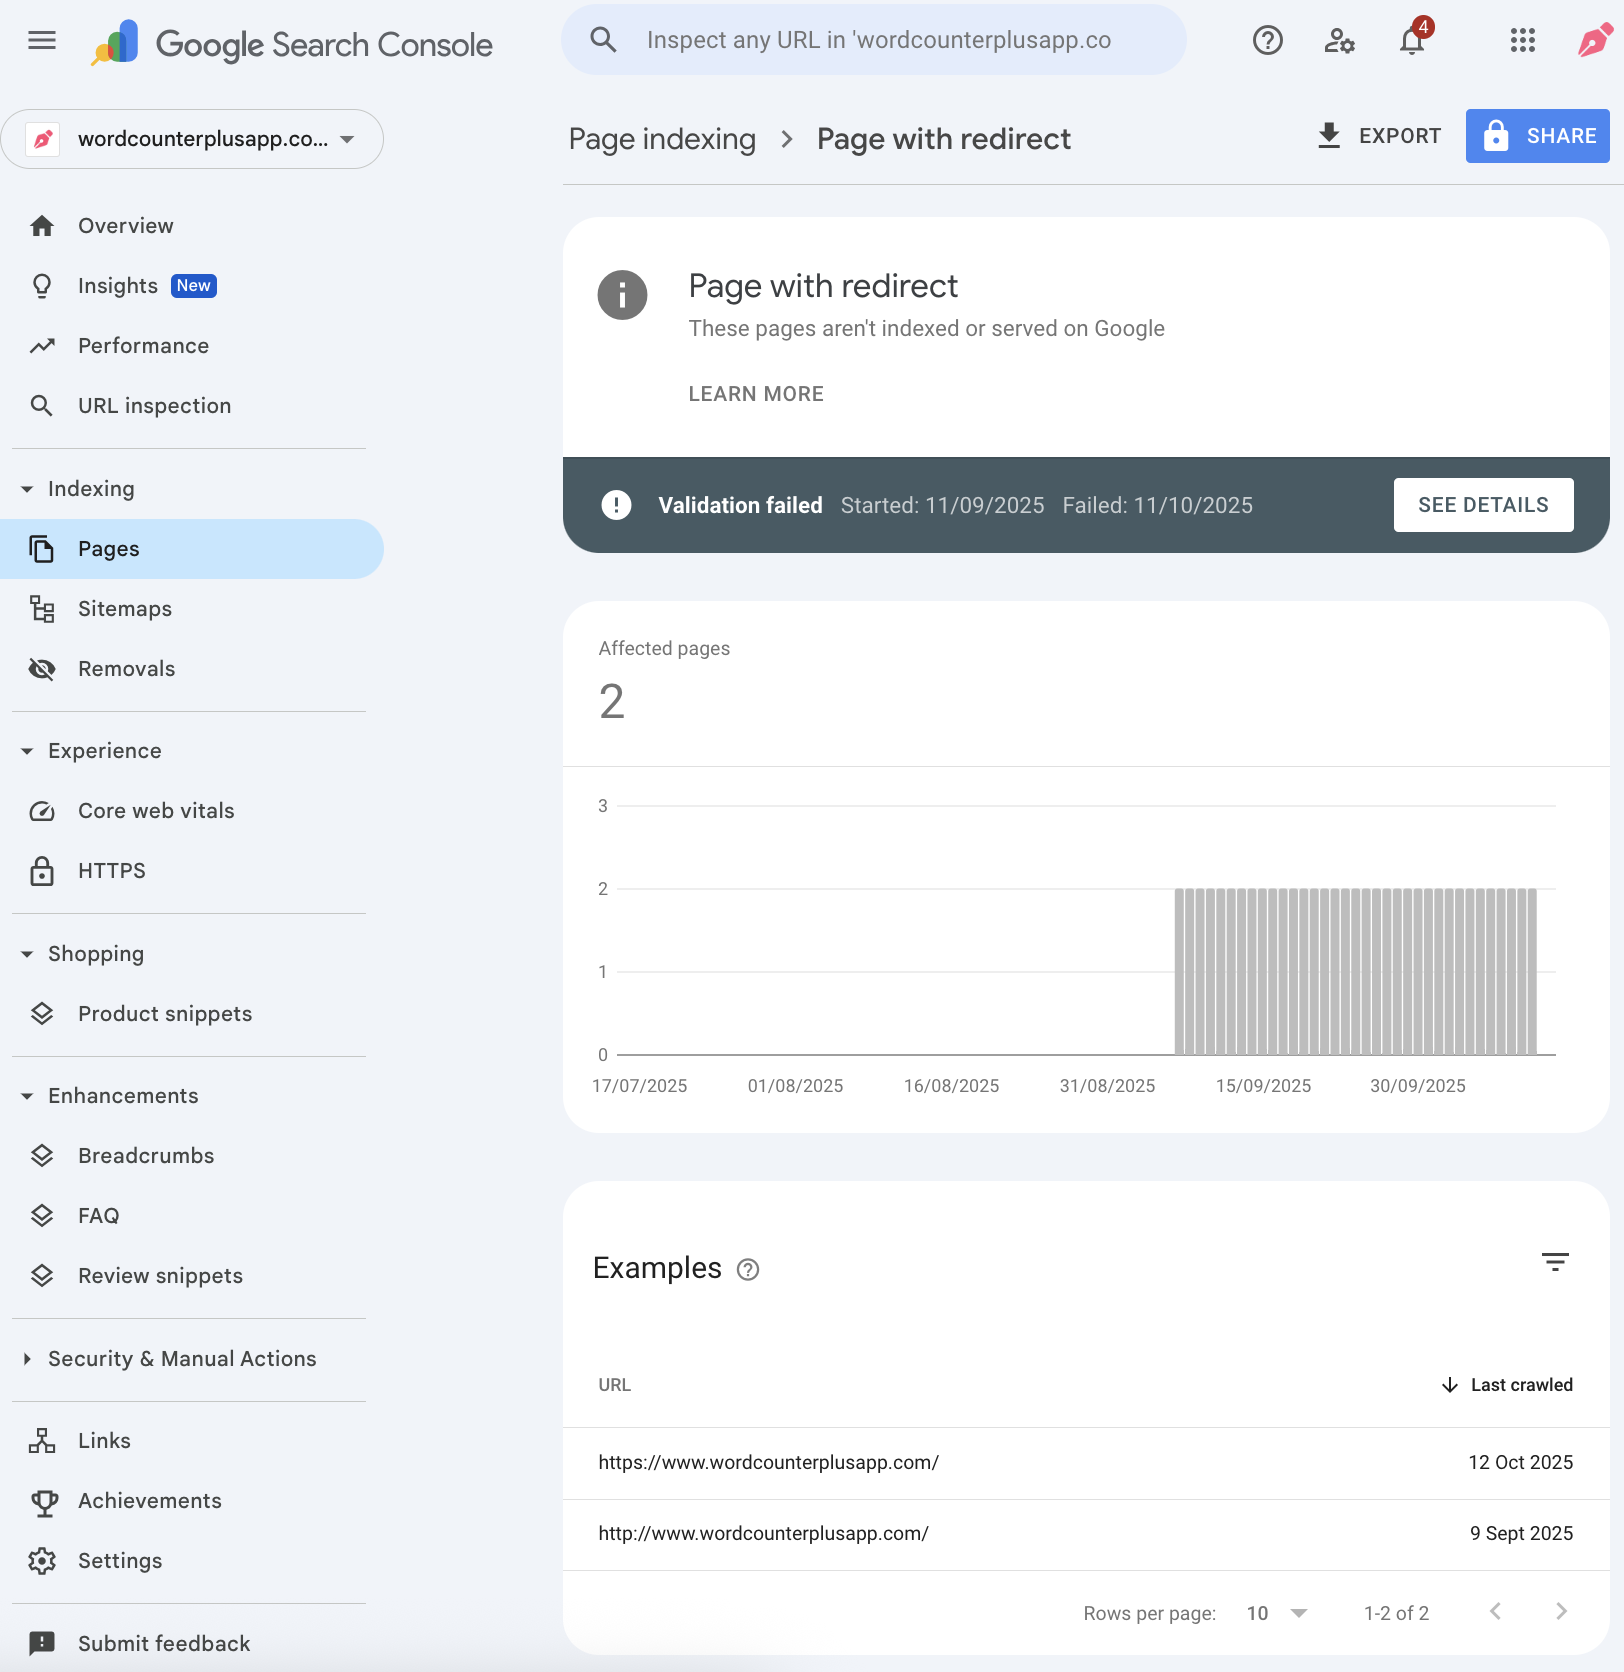 Google Search Console
Inspect any URL in 'wordcounterplusapp.co
4
wordcounterplusapp.co...
Page indexing > Page with redirect
EXPORT
SHARE
Overview
Insights New
Performance
URL inspection
Indexing
Pages
Sitemaps
Removals
Experience
Core web vitals
HTTPS
Shopping
Product snippets
Enhancements
Breadcrumbs
FAQ
Review snippets
Security & Manual Actions
Links
Achievements
Settings
Submit feedback
Page with redirect
These pages aren't indexed or served on Google
LEARN MORE
Validation failed Started: 11/09/2025 Failed: 11/10/2025
SEE DETAILS
Affected pages
2
3
2
1
0
17/07/2025 01/08/2025 16/08/2025 31/08/2025 15/09/2025 30/09/2025
Examples
URL Last crawled
https://www.wordcounterplusapp.com/ 12 Oct 2025
http://www.wordcounterplusapp.com/ 9 Sept 2025
Rows per page: 10 1-2 of 2